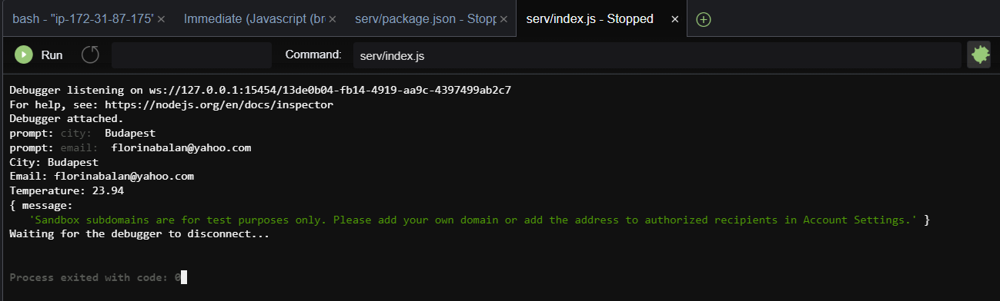 bash - "ip-172-31-87-175"
Immediate (Javascript (br
serv/package.json - Stopp
serv/index.js - Stopped
Run
Command:
serv/index.js
Debugger listening on ws://127.0.0.1:15454/13de0b04-fb14-4919-aa9c-4397499ab2c7
For help, see: https://nodejs.org/en/docs/inspector
Debugger attached.
prompt: city:  Budapest
prompt: email:  florinabalan@yahoo.com
City: Budapest
Email: florinabalan@yahoo.com
Temperature: 23.94
{ message:
   'Sandbox subdomains are for test purposes only. Please add your own domain or add the address to authorized recipients in Account Settings.' }
Waiting for the debugger to disconnect...
Process exited with code: 0